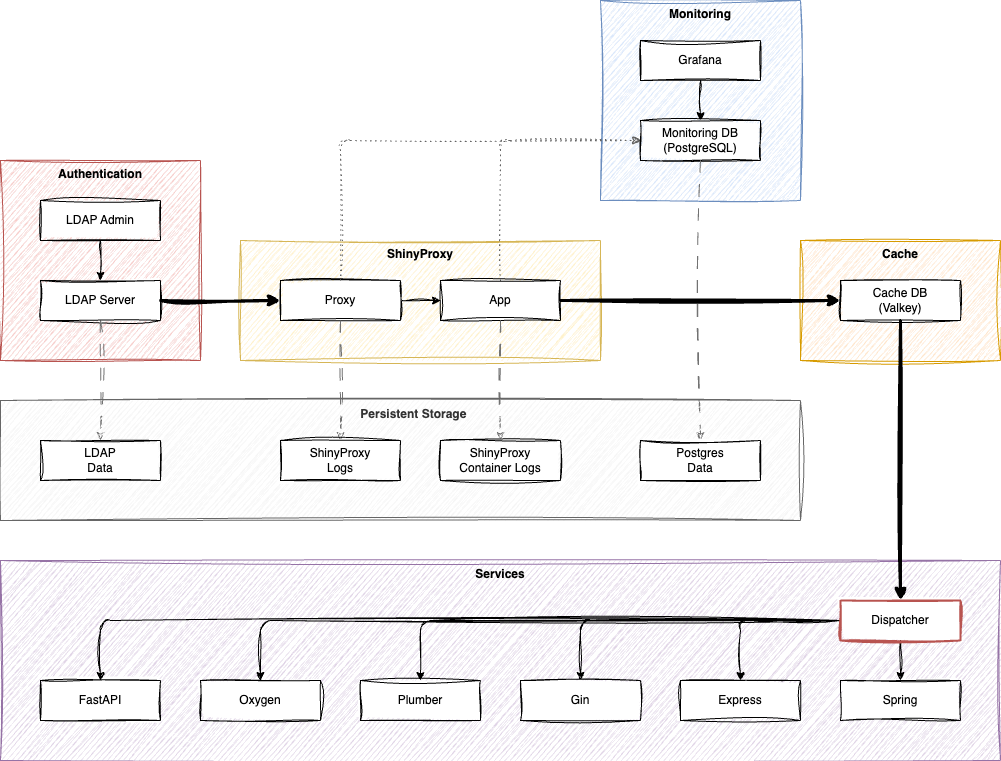 Monitoring
Grafana
Monitoring DB
(PostgreSQL)
Authentication
LDAP Admin
LDAP Server
ShinyProxy
Proxy
App
Cache
Cache DB
(Valkey)
Persistent Storage
LDAP
Data
ShinyProxy
Logs
ShinyProxy
Container Logs
Postgres
Data
Services
Dispatcher
FastAPI
Oxygen
Plumber
Gin
Express
Spring